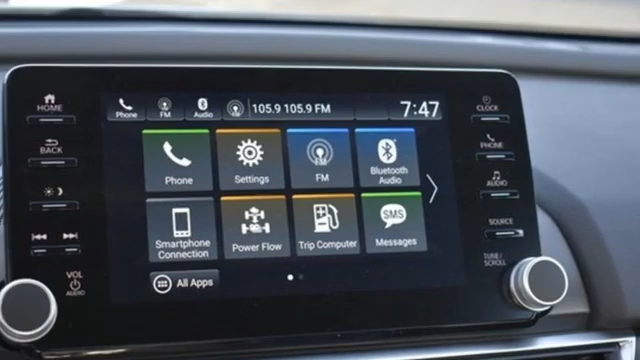 HOME
BACK
VOL
AUDIO
Phone
FM
Audio
105.9 105.9 FM
7:47
Phone
Settings
FM
FM
Bluetooth
Audio
Smartphone
Connection
Power Flow
Trip Computer
SMS
Messages
All Apps
CLOCK
PHONE
AUDIO
SOURCE
TUNE/
SCROLL